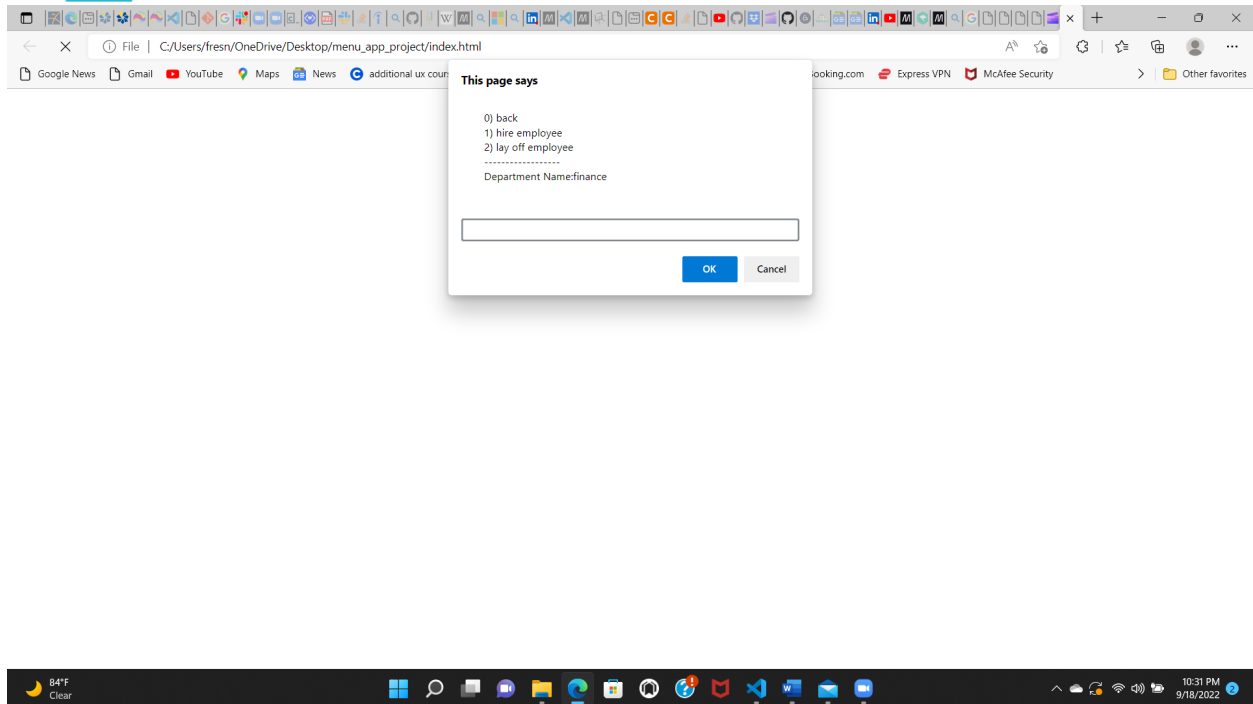 File | C:/Users/fresn/OneDrive/Desktop/menu_app_project/index.html
Google News Gmail YouTube Maps News additional ux cour
ooking.com Express VPN McAfee Security Other favorites
This page says
0) back
1) hire employee
2) lay off employee
------------------
Department Name:finance
OK Cancel
84°F
Clear
10:31 PM
9/18/2022
2